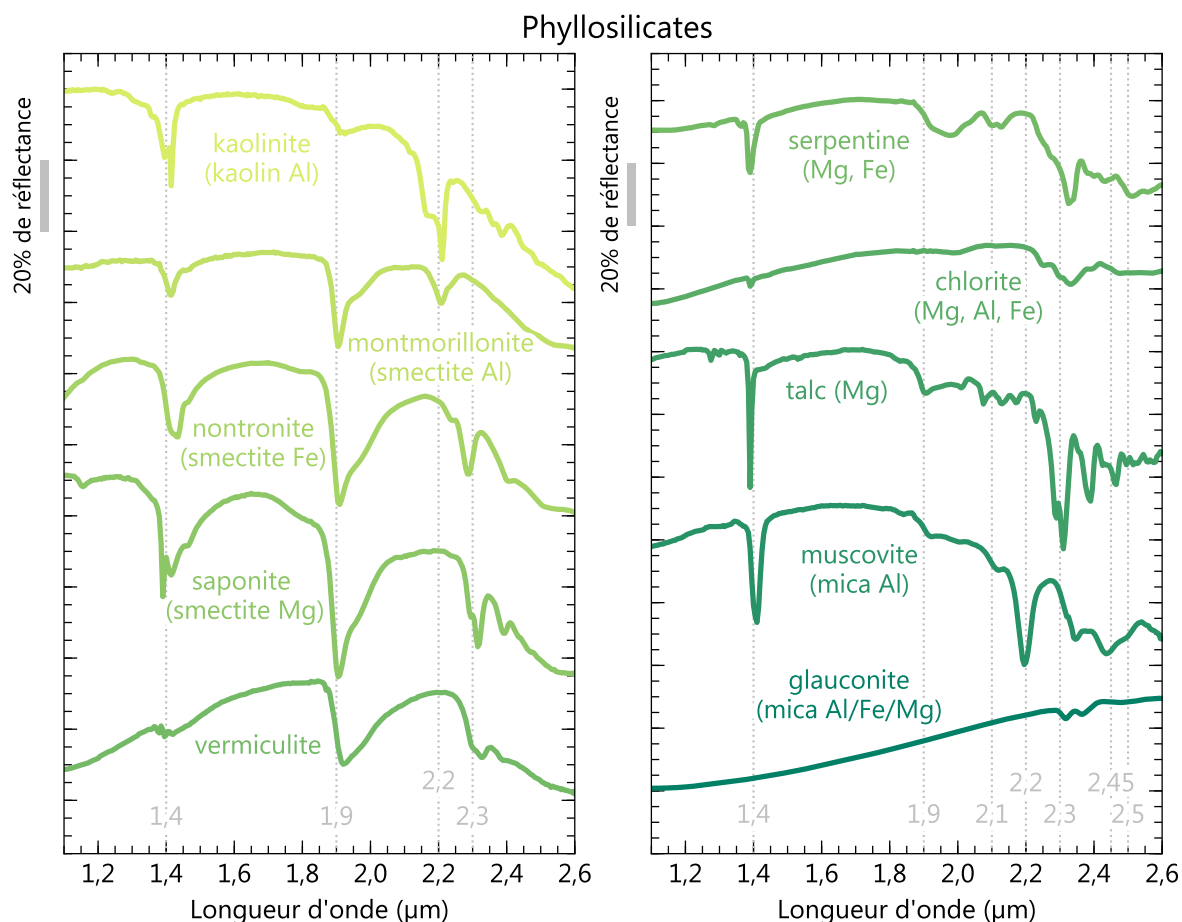 Phyllosilicates
20% de réflectance
kaolinite
(kaolin Al)
montmorillonite
(smectite Al)
nontronite
(smectite Fe)
saponite
(smectite Mg)
vermiculite
2,2
1,4
1,9
2,3
1,2
1,4
1,6
1,8
2,0
2,2
2,4
2,6
Longueur d'onde (µm)
20% de réflectance
serpentine
(Mg, Fe)
chlorite
(Mg, Al, Fe)
talc (Mg)
muscovite
(mica Al)
glauconite
(mica Al/Fe/Mg)
2,2
2,45
1,4
1,9
2,1
2,3
2,5
1,2
1,4
1,6
1,8
2,0
2,2
2,4
2,6
Longueur d'onde (µm)